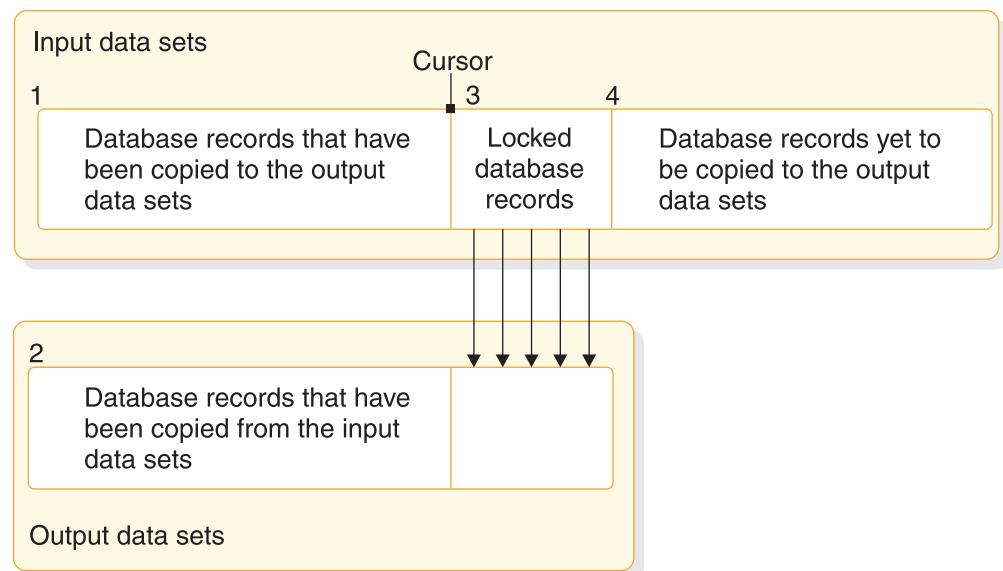 Input data sets
Cursor
1
3
4
Database records that have
been copied to the output
data sets
Locked
database
records
Database records yet to
be copied to the output
data sets
2
Database records that have
been copied from the input
data sets
Output data sets